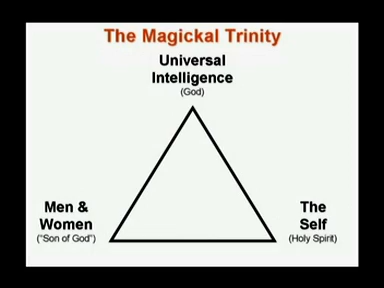 The Magickal Trinity
Universal
Intelligence
(God)
Men &
Women
("Son of God")
The
Self
(Holy Spirit)